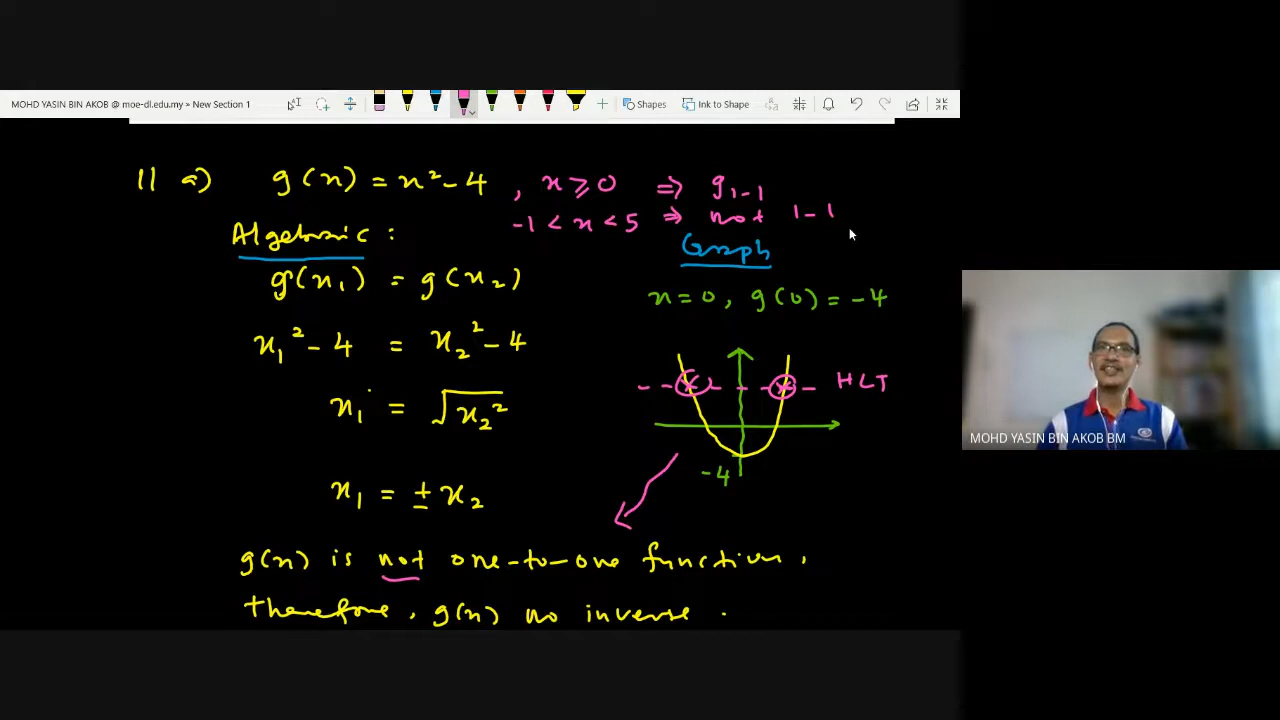 MOHD YASIN BIN AKOB @ moe-dl.edu.my » New Section 1
Shapes
Ink to Shape
11 a) g(x) = x² - 4 , x ≥ 0 ⇒ g 1-1
-1 < x < 5 ⇒ not 1-1
Algebraic :
g(x₁) = g(x₂)
x₁² - 4 = x₂² - 4
x₁ = √x₂²
x₁ = ± x₂
Graph
x = 0, g(0) = -4
HLT
-4
g(x) is not one-to-one function,
therefore, g(x) no inverse.
MOHD YASIN BIN AKOB BM